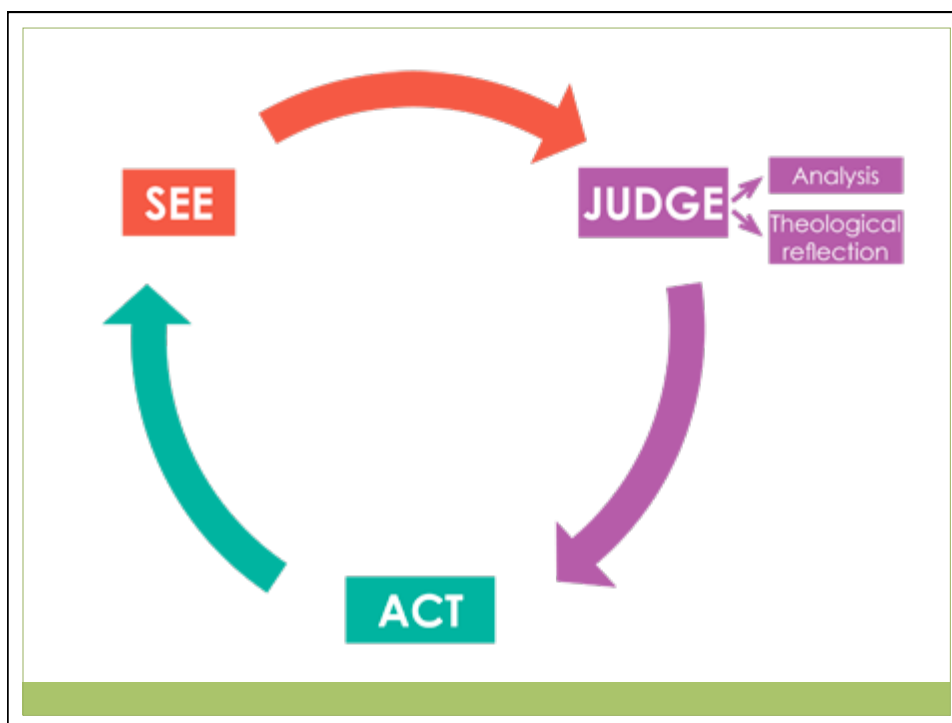 SEE
JUDGE
Analysis
Theological
reflection
ACT